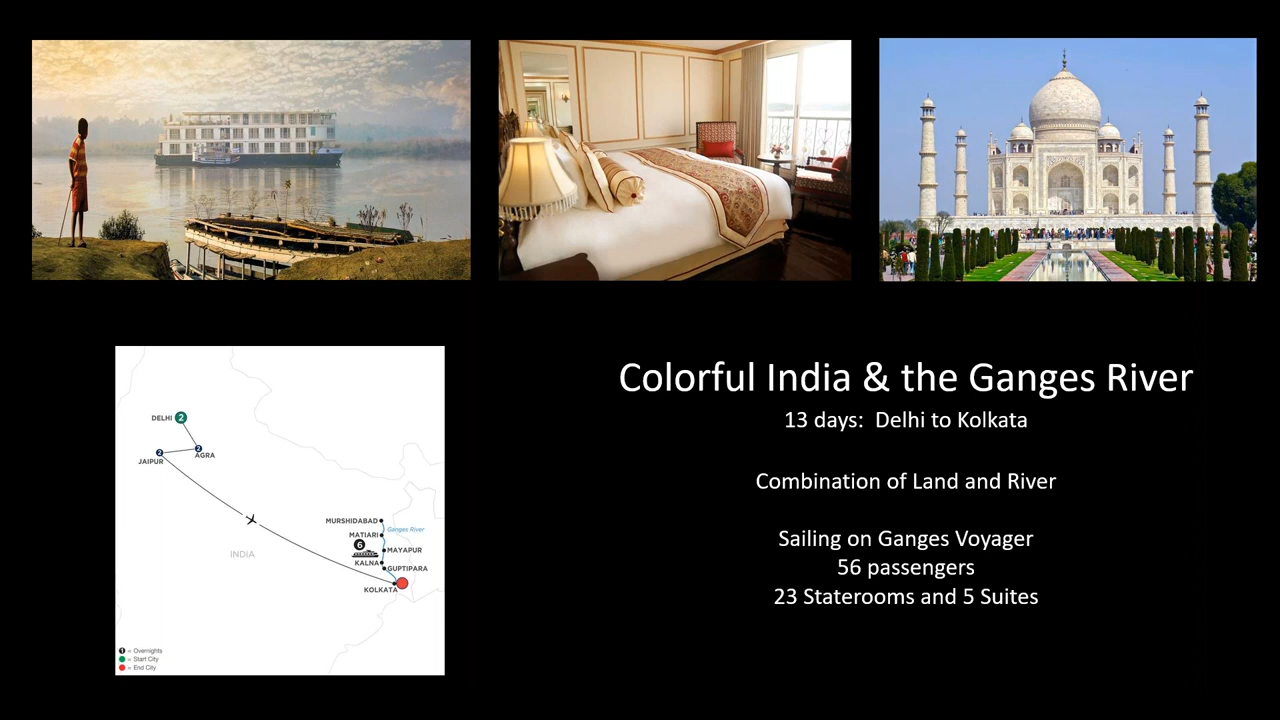 Colorful India & the Ganges River
13 days:  Delhi to Kolkata
Combination of Land and River
Sailing on Ganges Voyager
56 passengers
23 Staterooms and 5 Suites
DELHI 2
2
AGRA
2
JAIPUR
INDIA
MURSHIDABAD
Ganges River
MATIARI
6
MAYAPUR
KALNA
GUPTIPARA
KOLKATA
1 = Overnights
= Start City
= End City